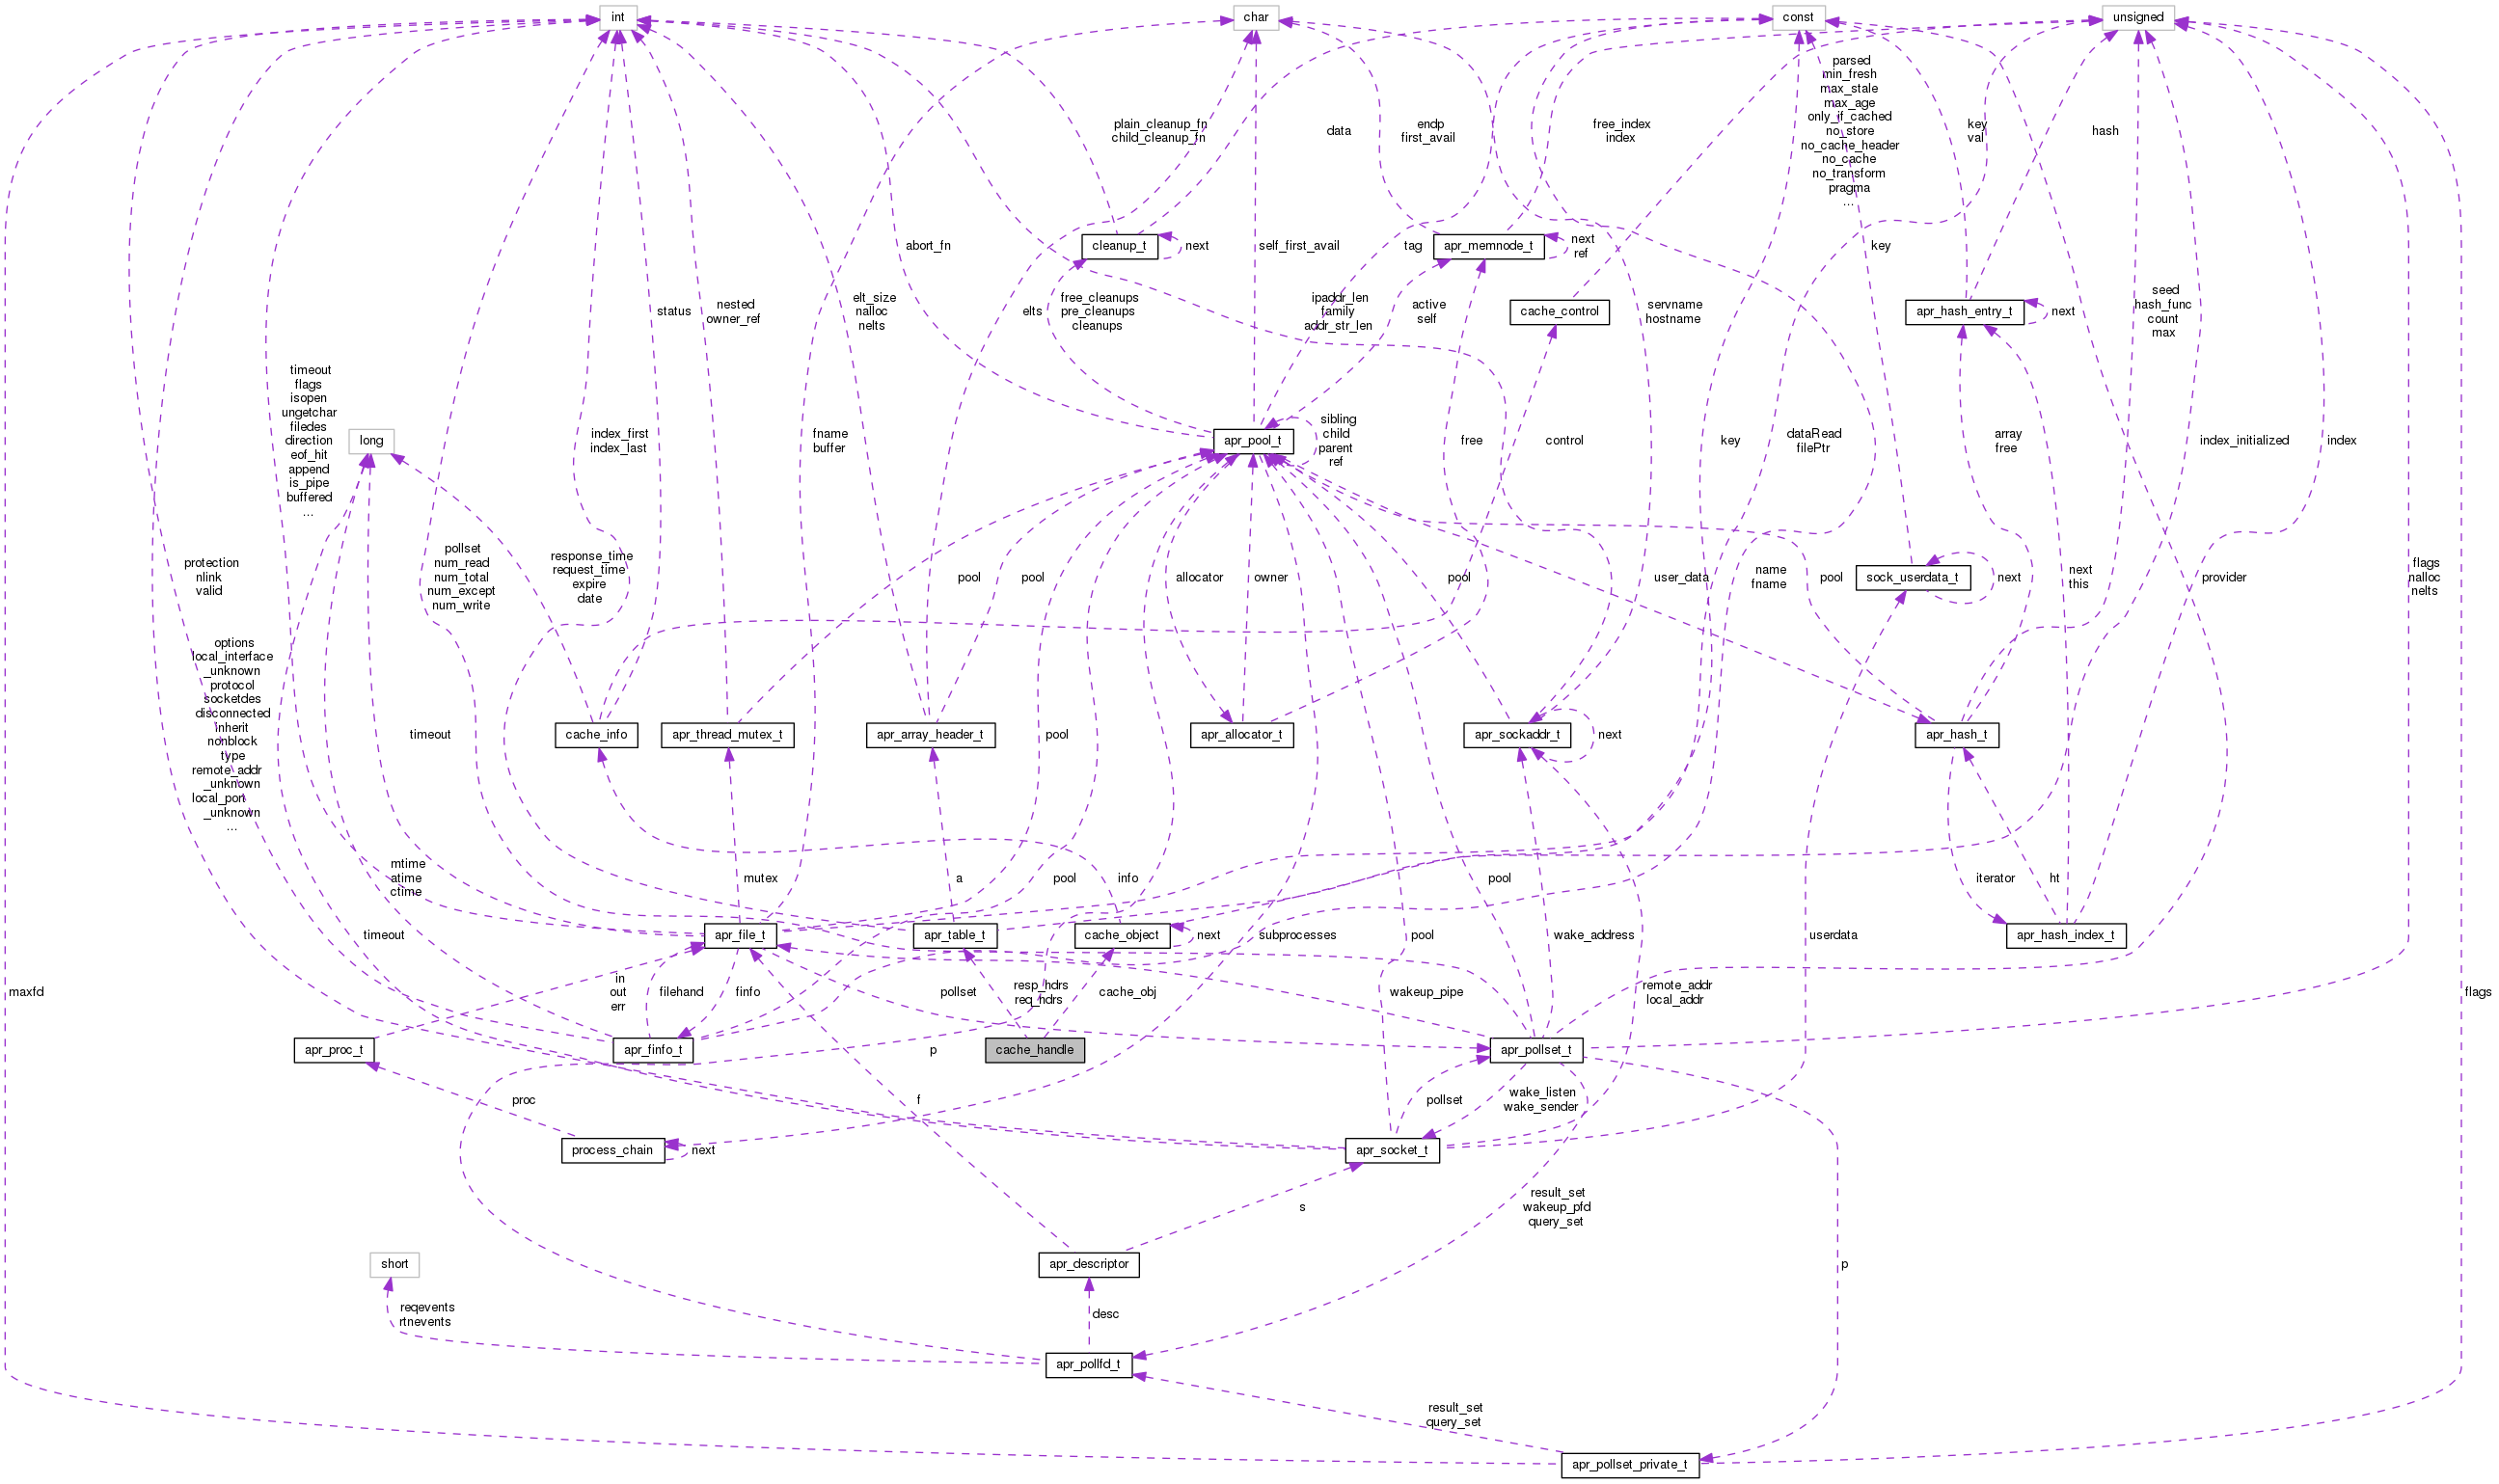 int
char
const
unsigned
parsed
min_fresh
max_stale
max_age
only_if_cached
no_store
no_cache_header
no_cache
no_transform
pragma
...
plain_cleanup_fn
child_cleanup_fn
data
endp
first_avail
free_index
index
key
val
hash
abort_fn
cleanup_t
next
self_first_avail
tag
apr_memnode_t
next
ref
key
status
nested
owner_ref
elt_size
nalloc
nelts
elts
free_cleanups
pre_cleanups
cleanups
ipaddr_len
family
addr_str_len
active
self
cache_control
servname
hostname
apr_hash_entry_t
next
seed
hash_func
count
max
timeout
flags
isopen
ungetchar
filedes
direction
eof_hit
append
is_pipe
buffered
...
long
index_first
index_last
fname
buffer
apr_pool_t
sibling
child
parent
ref
free
control
key
dataRead
filePtr
array
free
index_initialized
index
protection
nlink
valid
pollset
num_read
num_total
num_except
num_write
response_time
request_time
expire
date
pool
pool
allocator
owner
pool
user_data
name
fname
pool
sock_userdata_t
next
next
this
provider
flags
nalloc
nelts
options
local_interface
_unknown
protocol
socketdes
disconnected
inherit
nonblock
type
remote_addr
_unknown
local_port
_unknown
...
timeout
cache_info
apr_thread_mutex_t
apr_array_header_t
pool
apr_allocator_t
apr_sockaddr_t
next
apr_hash_t
mtime
atime
ctime
mutex
a
pool
info
pool
iterator
ht
timeout
apr_file_t
apr_table_t
cache_object
next
subprocesses
pool
wake_address
userdata
apr_hash_index_t
maxfd
in
out
err
filehand
finfo
pollset
resp_hdrs
req_hdrs
cache_obj
wakeup_pipe
remote_addr
local_addr
flags
apr_proc_t
apr_finfo_t
p
cache_handle
apr_pollset_t
proc
f
pollset
wake_listen
wake_sender
process_chain
next
apr_socket_t
s
result_set
wakeup_pfd
query_set
short
apr_descriptor
p
reqevents
rtnevents
desc
apr_pollfd_t
result_set
query_set
apr_pollset_private_t